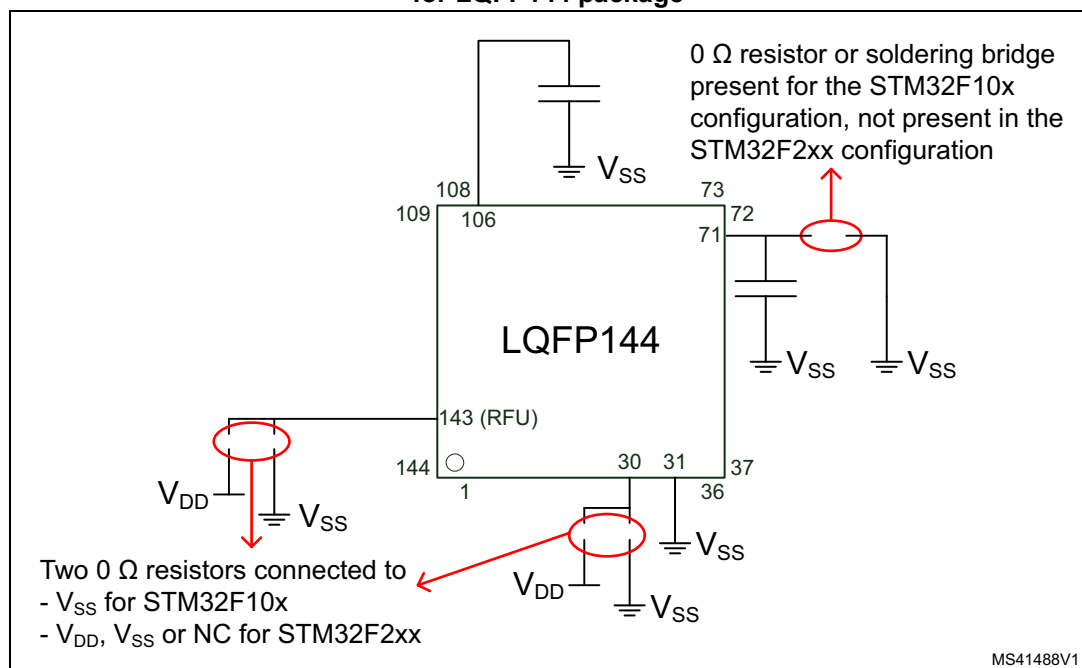 0 Ω resistor or soldering bridge
present for the STM32F10x
configuration, not present in the
STM32F2xx configuration
VSS
108
73
109
106
72
71
LQFP144
VSS
VSS
143 (RFU)
144
30
31
37
1
36
VDD
VSS
VSS
VDD
VSS
Two 0 Ω resistors connected to
- VSS for STM32F10x
- VDD, VSS or NC for STM32F2xx
MS41488V1